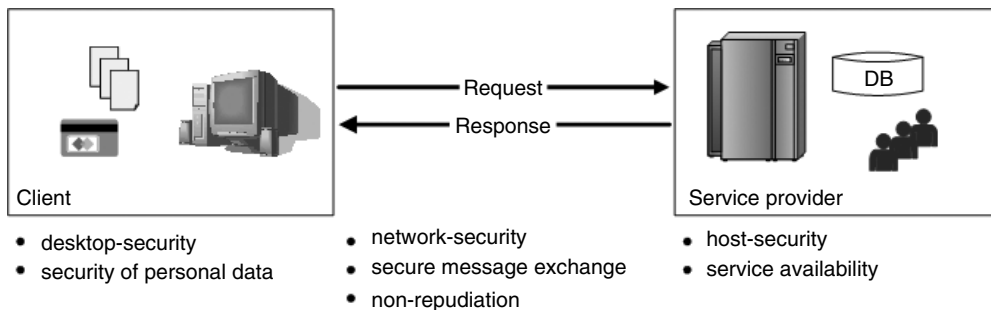 Request
Response
DB
Client
Service provider
• desktop-security
• security of personal data
• network-security
• secure message exchange
• non-repudiation
• host-security
• service availability